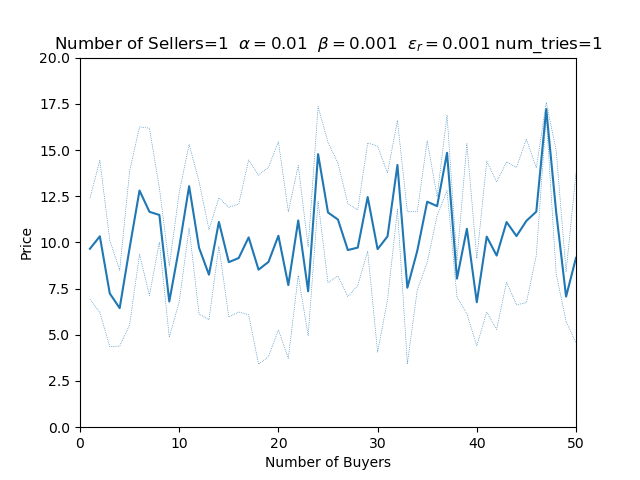 Number of Sellers=1 α = 0.01 β = 0.001 εᵣ = 0.001 num_tries=1
20.0
17.5
15.0
12.5
10.0
7.5
5.0
2.5
0.0
Price
0 10 20 30 40 50
Number of Buyers